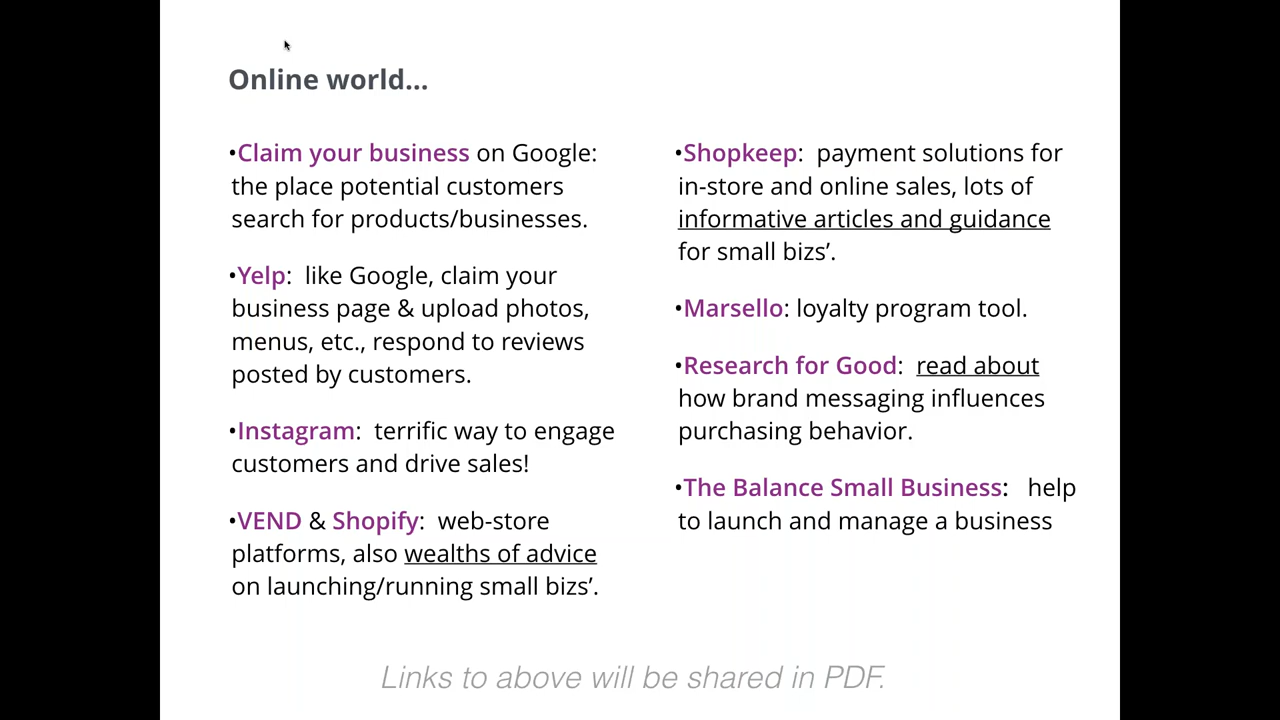 Online world...
•Claim your business on Google:
the place potential customers
search for products/businesses.
•Yelp:  like Google, claim your
business page & upload photos,
menus, etc., respond to reviews
posted by customers.
•Instagram:  terrific way to engage
customers and drive sales!
•VEND & Shopify:  web-store
platforms, also wealths of advice
on launching/running small bizs’.
•Shopkeep:  payment solutions for
in-store and online sales, lots of
informative articles and guidance
for small bizs’.
•Marsello: loyalty program tool.
•Research for Good:  read about
how brand messaging influences
purchasing behavior.
•The Balance Small Business:   help
to launch and manage a business
Links to above will be shared in PDF.